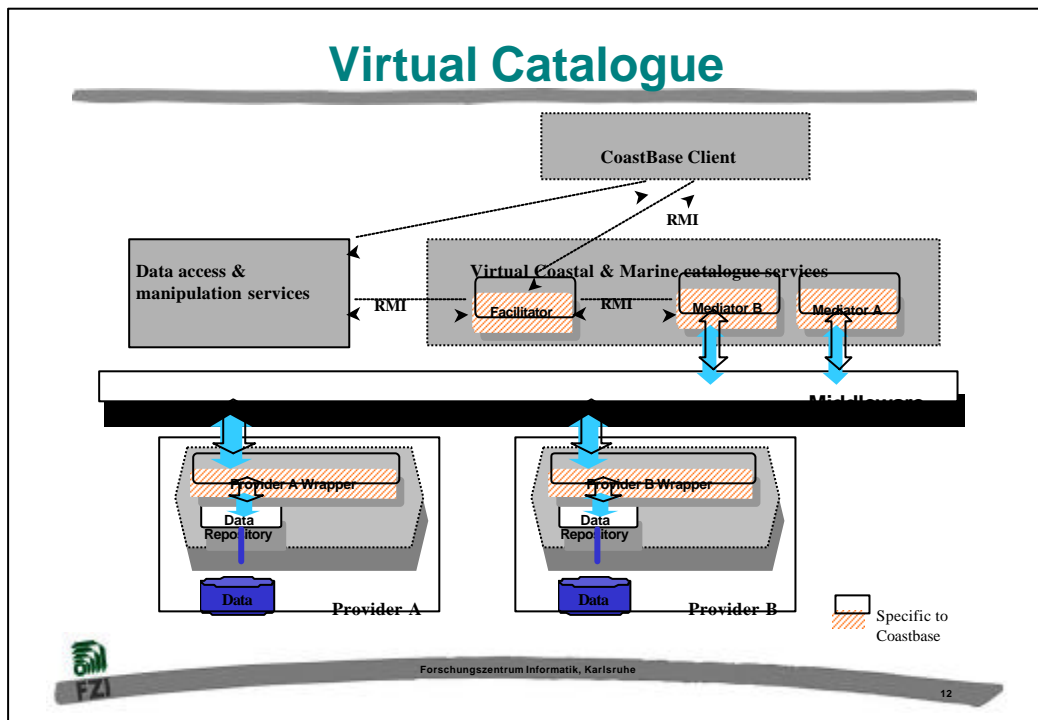 Virtual Catalogue
CoastBase Client
RMI
Data access &
manipulation services
Virtual Coastal & Marine catalogue services
RMI
Facilitator
RMI
Mediator B
Mediator A
Middleware
Provider A Wrapper
Data
Repository
Data
Provider A
Provider B Wrapper
Data
Repository
Data
Provider B
Specific to
Coastbase
FZI
Forschungszentrum Informatik, Karlsruhe
12